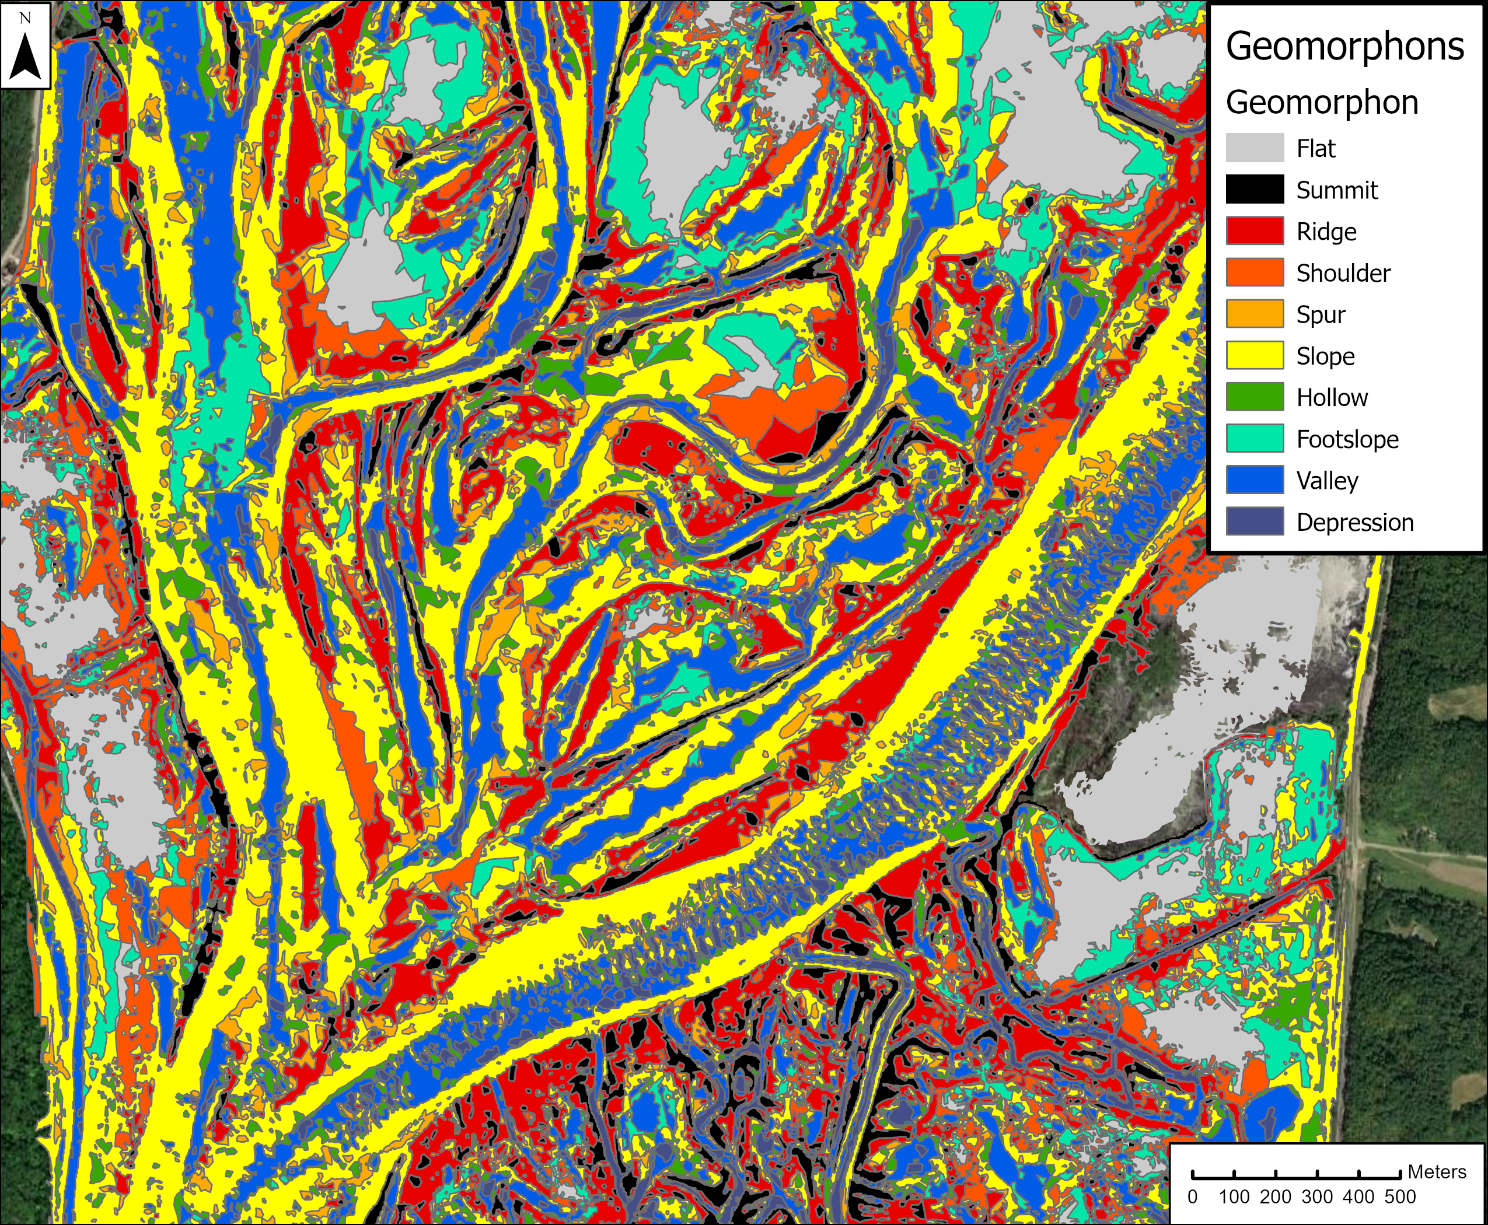 N
Geomorphons
Geomorphon
Flat
Summit
Ridge
Shoulder
Spur
Slope
Hollow
Footslope
Valley
Depression
Meters
0 100 200 300 400 500